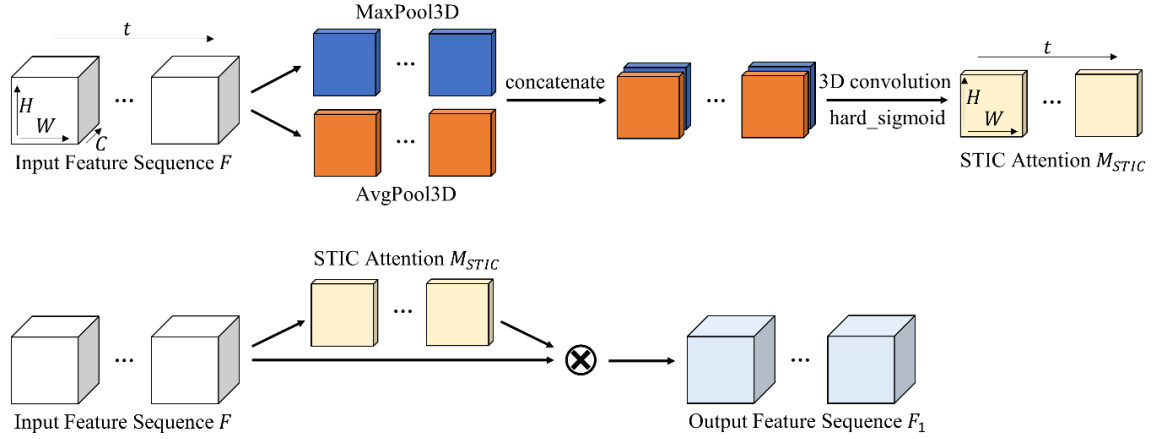 t
MaxPool3D
...
...
H
W
C
Input Feature Sequence F
...
AvgPool3D
concatenate
...
3D convolution
hard_sigmoid
t
H
W
...
STIC Attention M_STIC
STIC Attention M_STIC
...
...
Input Feature Sequence F
...
Output Feature Sequence F₁